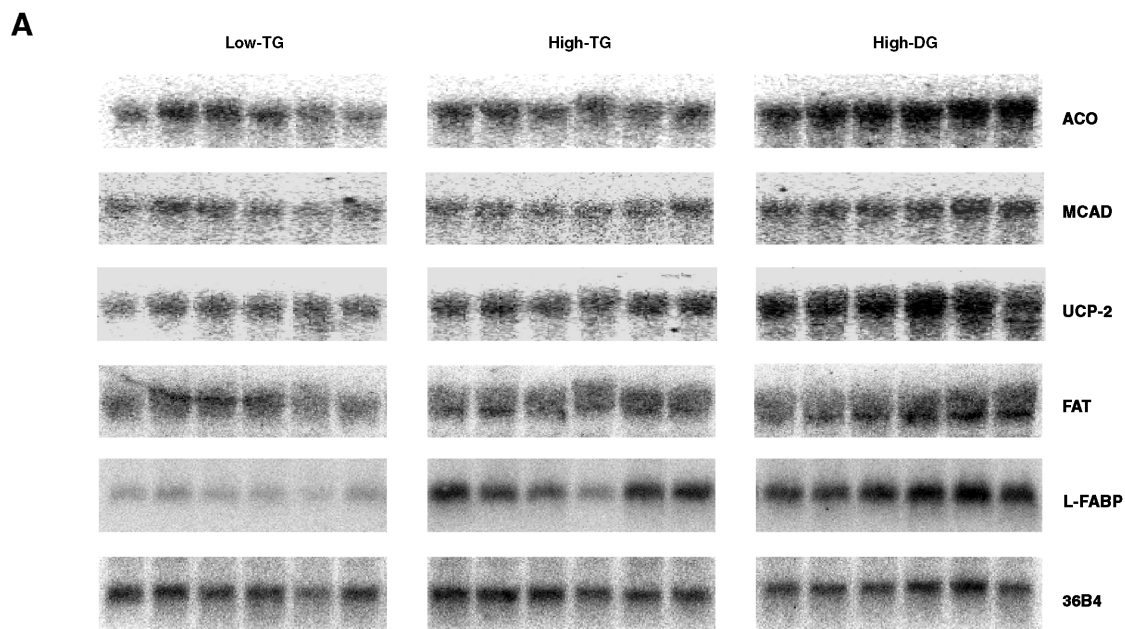 A
Low-TG High-TG High-DG
ACO
MCAD
UCP-2
FAT
L-FABP
36B4